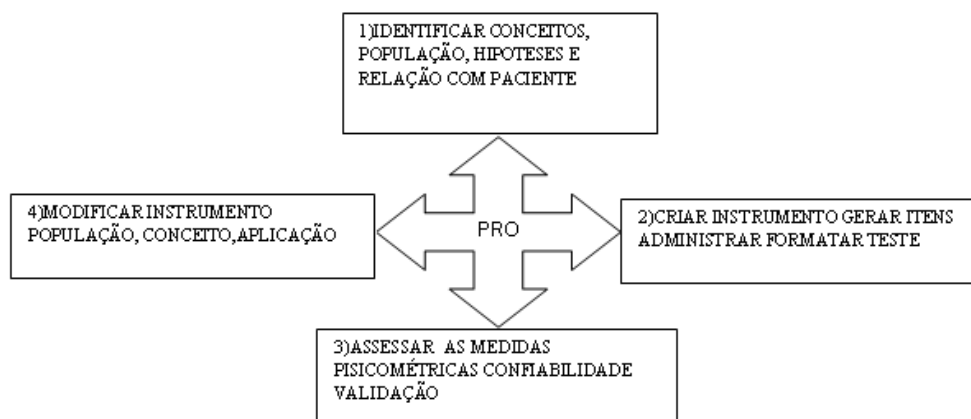 1)IDENTIFICAR CONCEITOS,
POPULAÇÃO, HIPOTESES E
RELAÇÃO COM PACIENTE
4)MODIFICAR INSTRUMENTO
POPULAÇÃO, CONCEITO,APLICAÇÃO
PRO
2)CRIAR INSTRUMENTO GERAR ITENS
ADMINISTRAR FORMATAR TESTE
3)ASSESSAR AS MEDIDAS
PISICOMÉTRICAS CONFIABILIDADE
VALIDAÇÃO